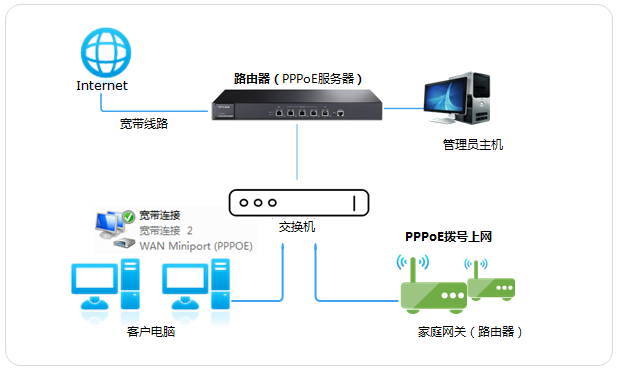 Internet
路由器（PPPoE服务器）
宽带线路
管理员主机
宽带连接
宽带连接 2
WAN Miniport (PPPOE)
交换机
PPPoE拨号上网
客户电脑
家庭网关（路由器）